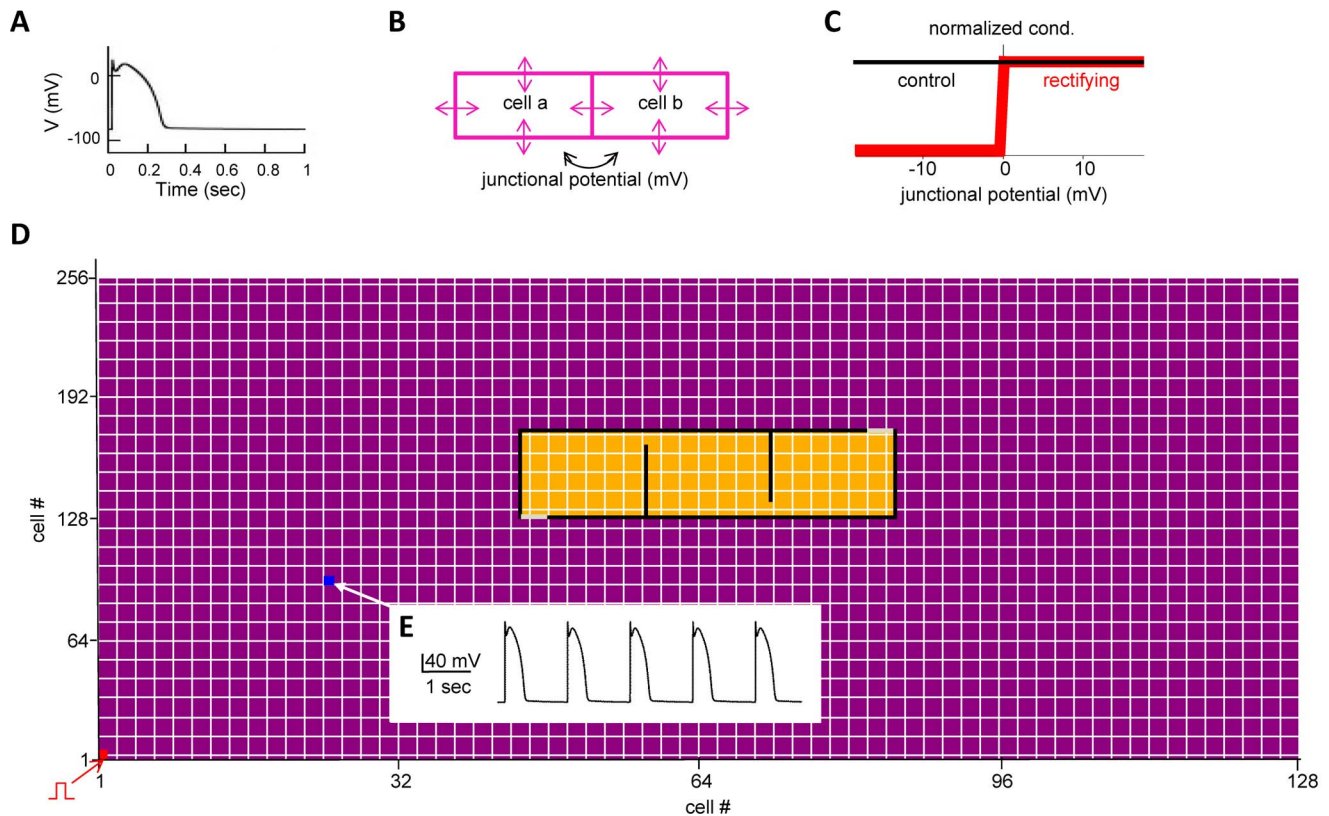 A
V (mV)
0
-100
0 0.2 0.4 0.6 0.8 1
Time (sec)
B
cell a
cell b
junctional potential (mV)
C
normalized cond.
control
rectifying
-10 0 10
junctional potential (mV)
D
256
192
128
64
1
cell #
E
40 mV
1 sec
1 32 64 96 128
cell #